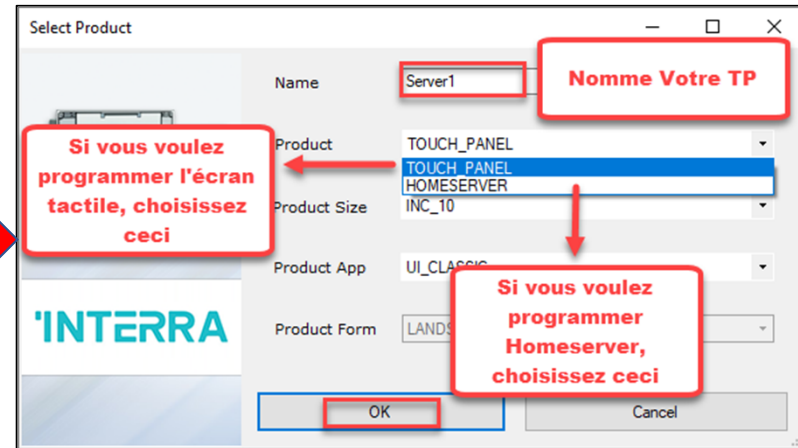 Select Product
Name
Server1
Nomme Votre TP
Product
TOUCH_PANEL
TOUCH_PANEL
HOMESERVER
Si vous voulez
programmer l'écran
tactile, choisissez
ceci
Product Size
INC_10
Product App
UI_CLASSIC
Si vous voulez
programmer
Homeserver,
choisissez ceci
INTERRA
Product Form
OK
Cancel